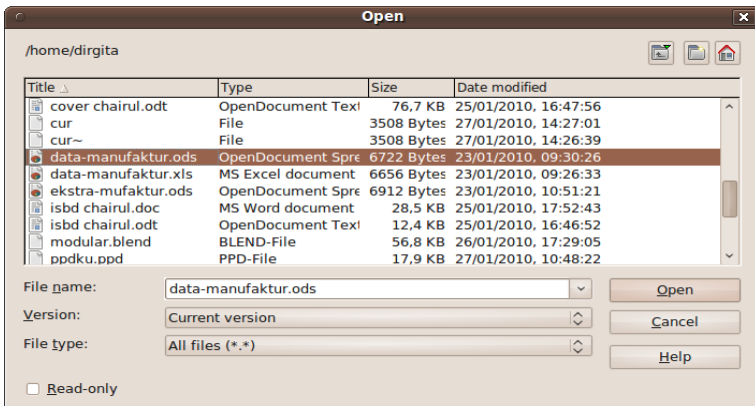 Open
/home/dirgita
Title Type Size Date modified
cover chairul.odt OpenDocument Text 76,7 KB 25/01/2010, 16:47:56
cur File 3508 Bytes 27/01/2010, 14:27:01
cur~ File 3508 Bytes 27/01/2010, 14:26:39
data-manufaktur.ods OpenDocument Spre 6722 Bytes 23/01/2010, 09:30:26
data-manufaktur.xls MS Excel document 6656 Bytes 23/01/2010, 09:26:33
ekstra-mufaktur.ods OpenDocument Spre 6912 Bytes 23/01/2010, 10:51:21
isbd chairul.doc MS Word document 28,5 KB 25/01/2010, 17:52:43
isbd chairul.odt OpenDocument Text 12,4 KB 25/01/2010, 16:46:52
modular.blend BLEND-File 56,8 KB 26/01/2010, 17:29:05
ppdku.ppd PPD-File 17,9 KB 27/01/2010, 10:48:22
File name: data-manufaktur.ods Open
Version: Current version Cancel
File type: All files (*.*)
Help
Read-only